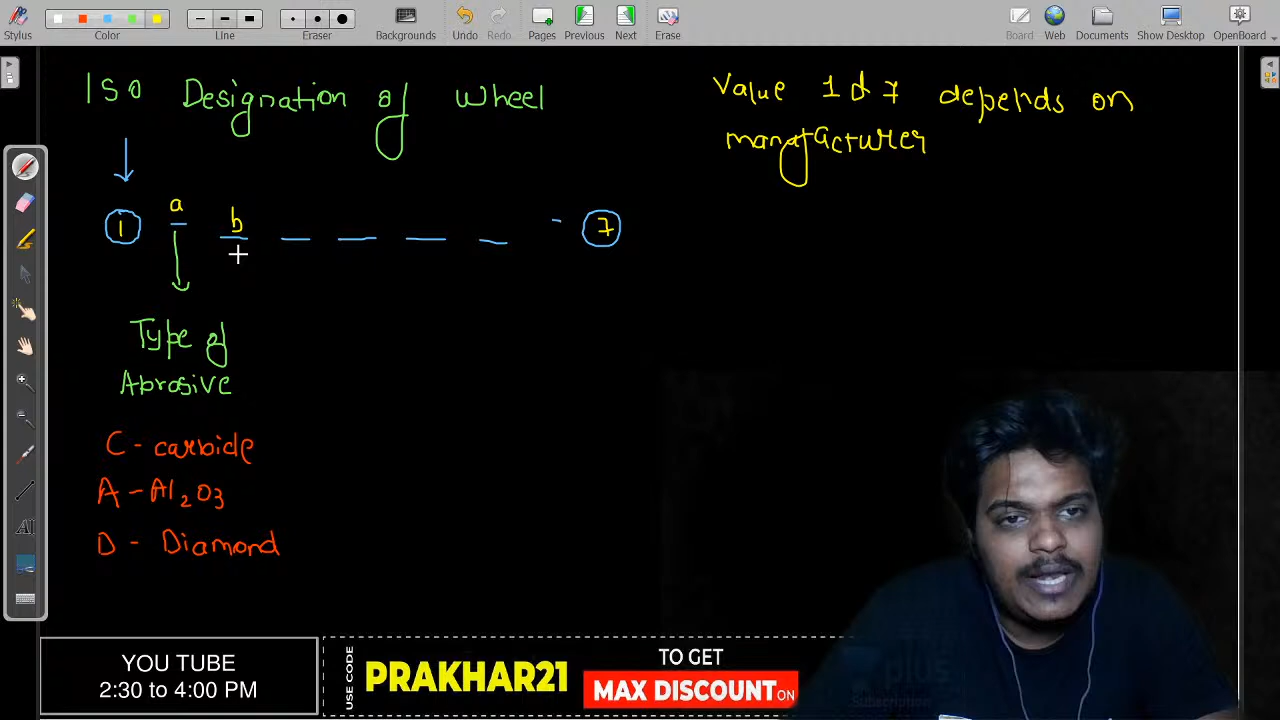 Stylus
Color
Line
Eraser
Backgrounds
Undo
Redo
Pages
Previous
Next
Erase
Board
Web
Documents
Show Desktop
OpenBoard
ISO Designation of wheel
Value 1 d 7 depends on
manufacturer
1 a b 7
Type of
Abrasive
C - carbide
A - Al2O3
D - Diamond
YOU TUBE
2:30 to 4:00 PM
USE CODE
PRAKHAR21
TO GET
MAX DISCOUNT ON
plus
Subscription